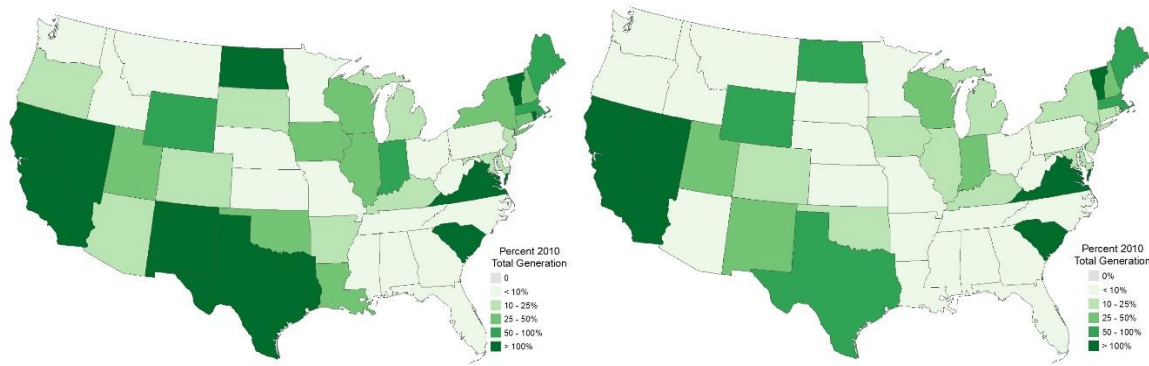 Percent 2010
Total Generation
0
< 10%
10 - 25%
25 - 50%
50 - 100%
> 100%
Percent 2010
Total Generation
0%
< 10%
10 - 25%
25 - 50%
50 - 100%
> 100%